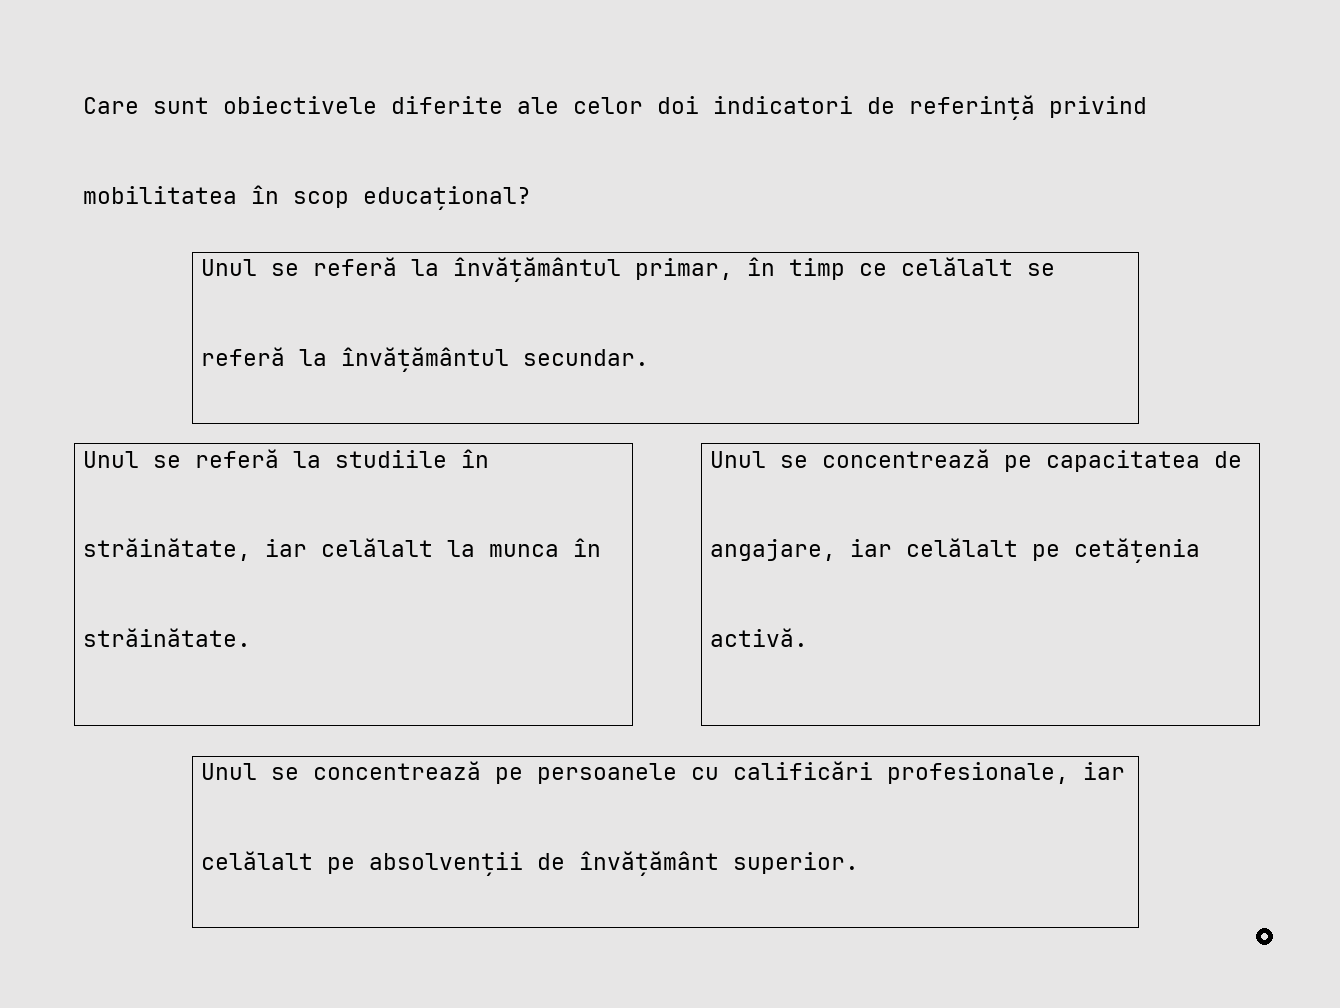 Care sunt obiectivele diferite ale celor doi indicatori de referință privind
mobilitatea în scop educațional?
Unul se referă la învățământul primar, în timp ce celălalt se
referă la învățământul secundar.
Unul se referă la studiile în
străinătate, iar celălalt la munca în
străinătate.
Unul se concentrează pe capacitatea de
angajare, iar celălalt pe cetățenia
activă.
Unul se concentrează pe persoanele cu calificări profesionale, iar
celălalt pe absolvenții de învățământ superior.